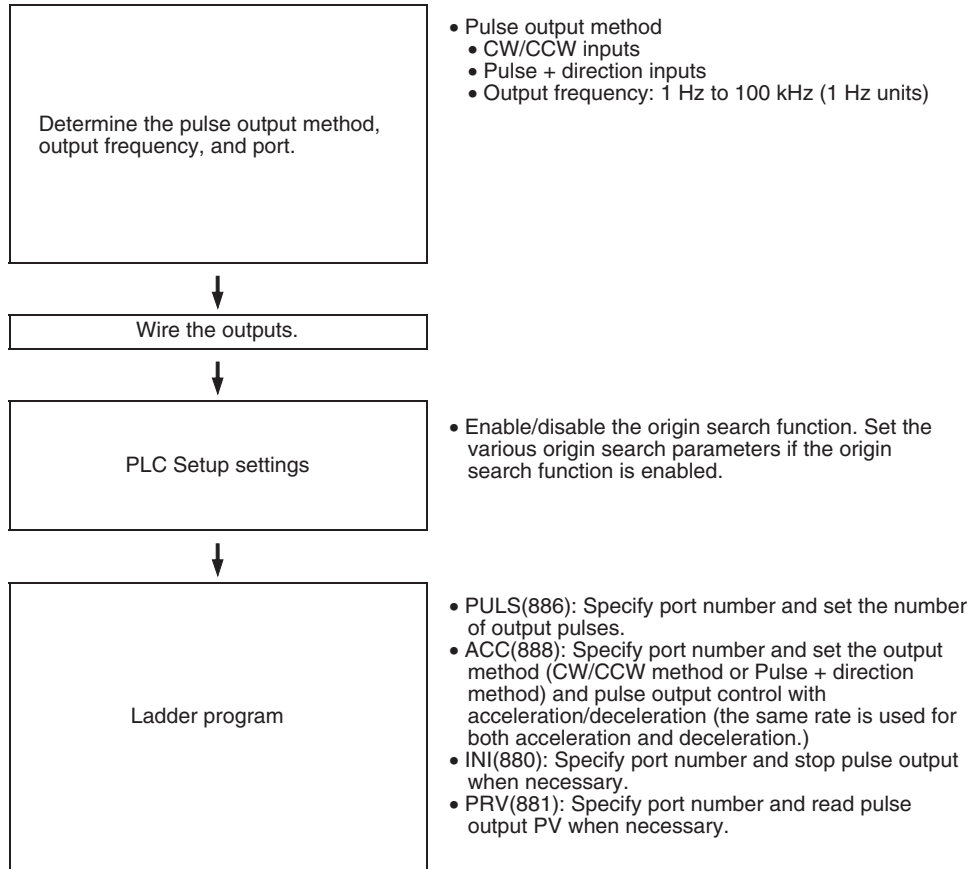 • Pulse output method
• CW/CCW inputs
• Pulse + direction inputs
• Output frequency: 1 Hz to 100 kHz (1 Hz units)
Determine the pulse output method,
output frequency, and port.
Wire the outputs.
PLC Setup settings
• Enable/disable the origin search function. Set the
various origin search parameters if the origin
search function is enabled.
Ladder program
• PULS(886): Specify port number and set the number
of output pulses.
• ACC(888): Specify port number and set the output
method (CW/CCW method or Pulse + direction
method) and pulse output control with
acceleration/deceleration (the same rate is used for
both acceleration and deceleration.)
• INI(880): Specify port number and stop pulse output
when necessary.
• PRV(881): Specify port number and read pulse
output PV when necessary.